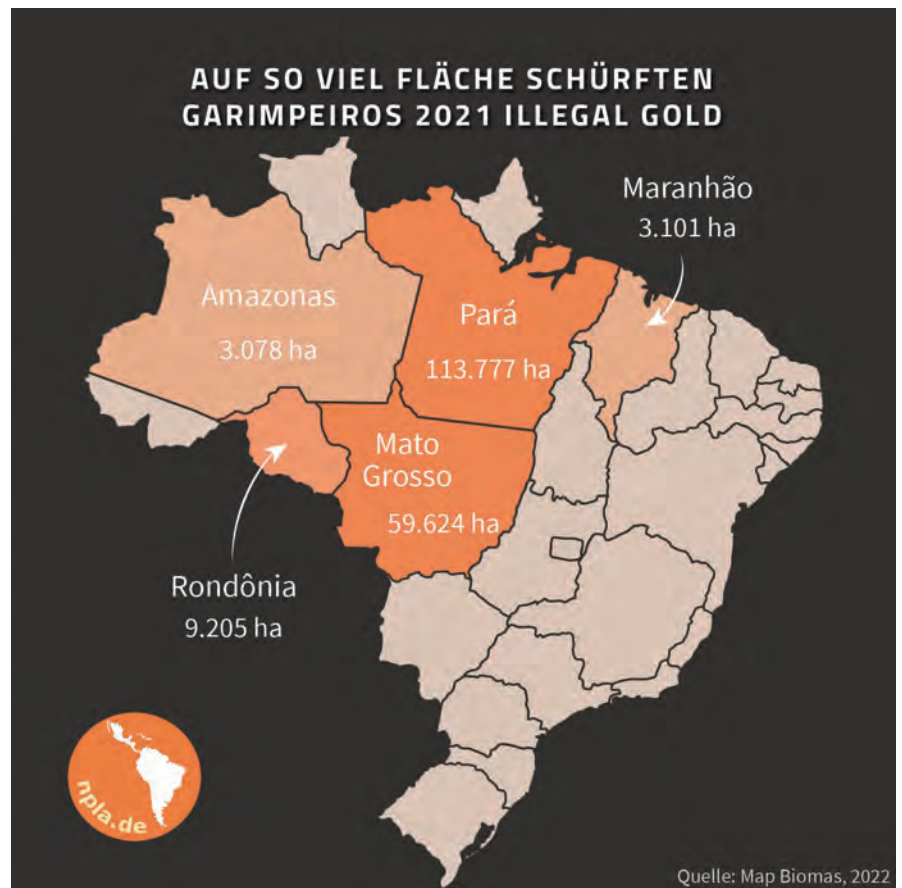 AUF SO VIEL FLÄCHE SCHÜRFTEN
GARIMPEIROS 2021 ILLEGAL GOLD
Maranhão
3.101 ha
Amazonas
3.078 ha
Pará
113.777 ha
Mato
Grosso
59.624 ha
Rondônia
9.205 ha
npla.de
Quelle: Map Biomas, 2022